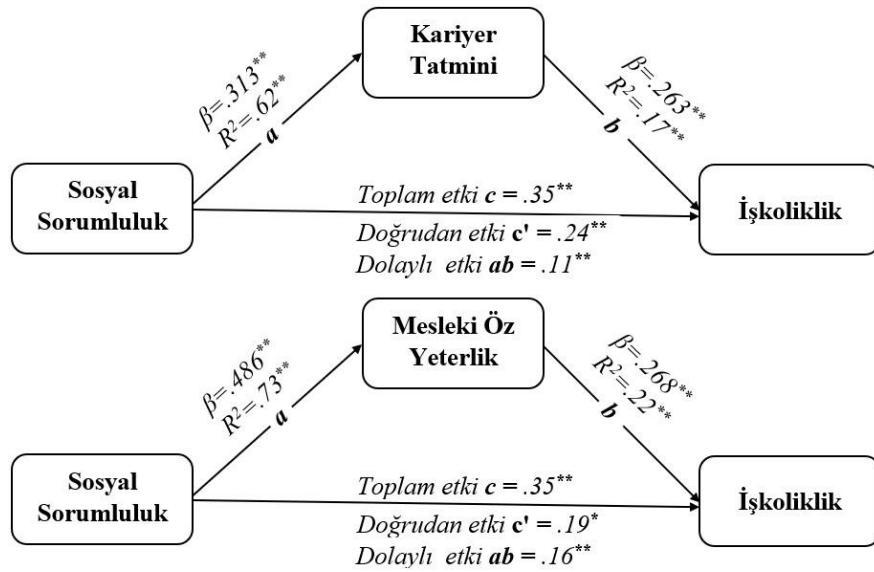 Kariyer
Tatmini
β=.313**
R²=.62**
a
β=.263**
R²=.17**
b
Sosyal
Sorumluluk
Toplam etki c = .35**
Doğrudan etki c' = .24**
Dolaylı etki ab = .11**
İşkoliklik
Mesleki Öz
Yeterlik
β=.486**
R²=.73**
a
β=.268**
R²=.22**
b
Sosyal
Sorumluluk
Toplam etki c = .35**
Doğrudan etki c' = .19*
Dolaylı etki ab = .16**
İşkoliklik